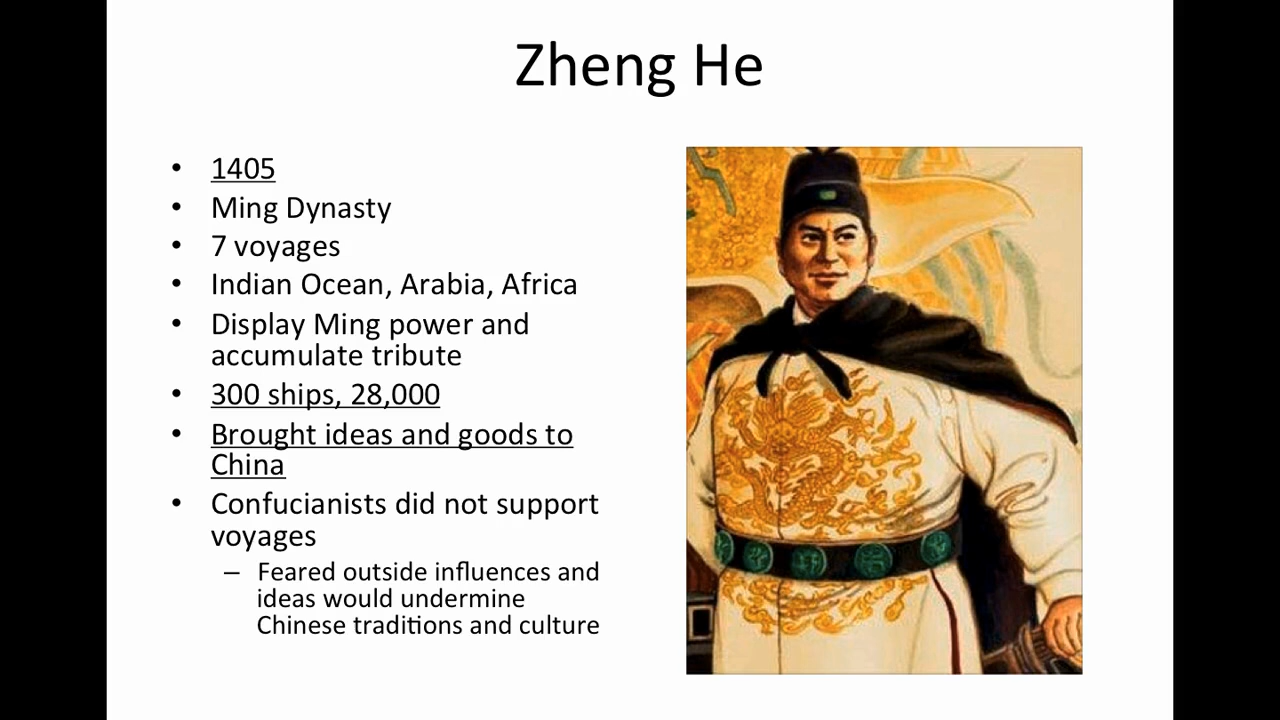 Zheng He
• 1405
• Ming Dynasty
• 7 voyages
• Indian Ocean, Arabia, Africa
• Display Ming power and
accumulate tribute
• 300 ships, 28,000
• Brought ideas and goods to
China
• Confucianists did not support
voyages
– Feared outside influences and
ideas would undermine
Chinese traditions and culture